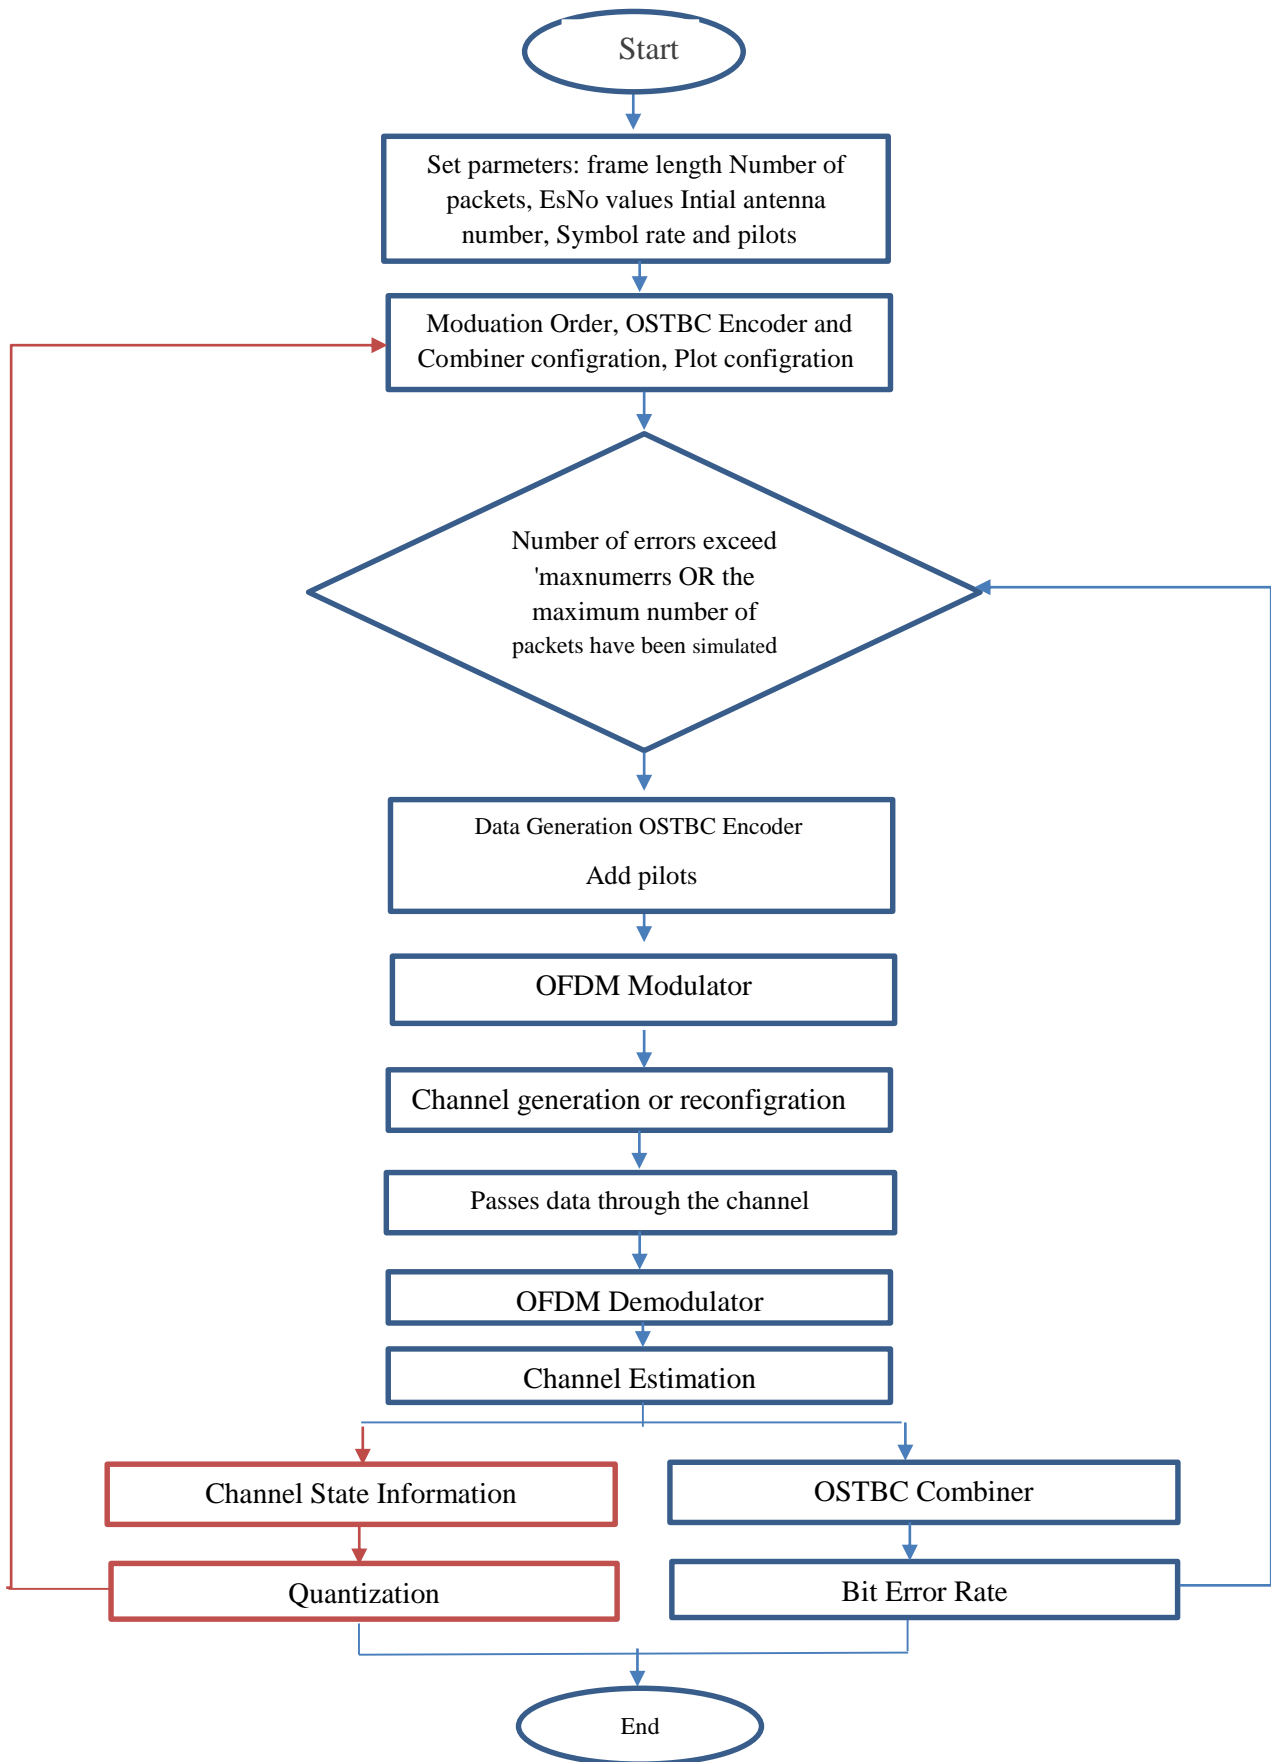 Start
Set parmeters: frame length Number of
packets, EsNo values Intial antenna
number, Symbol rate and pilots
Moduation Order, OSTBC Encoder and
Combiner configration, Plot configration
Number of errors exceed
'maxnumerrs OR the
maximum number of
packets have been simulated
Data Generation OSTBC Encoder
Add pilots
OFDM Modulator
Channel generation or reconfigration
Passes data through the channel
OFDM Demodulator
Channel Estimation
Channel State Information
OSTBC Combiner
Quantization
Bit Error Rate
End